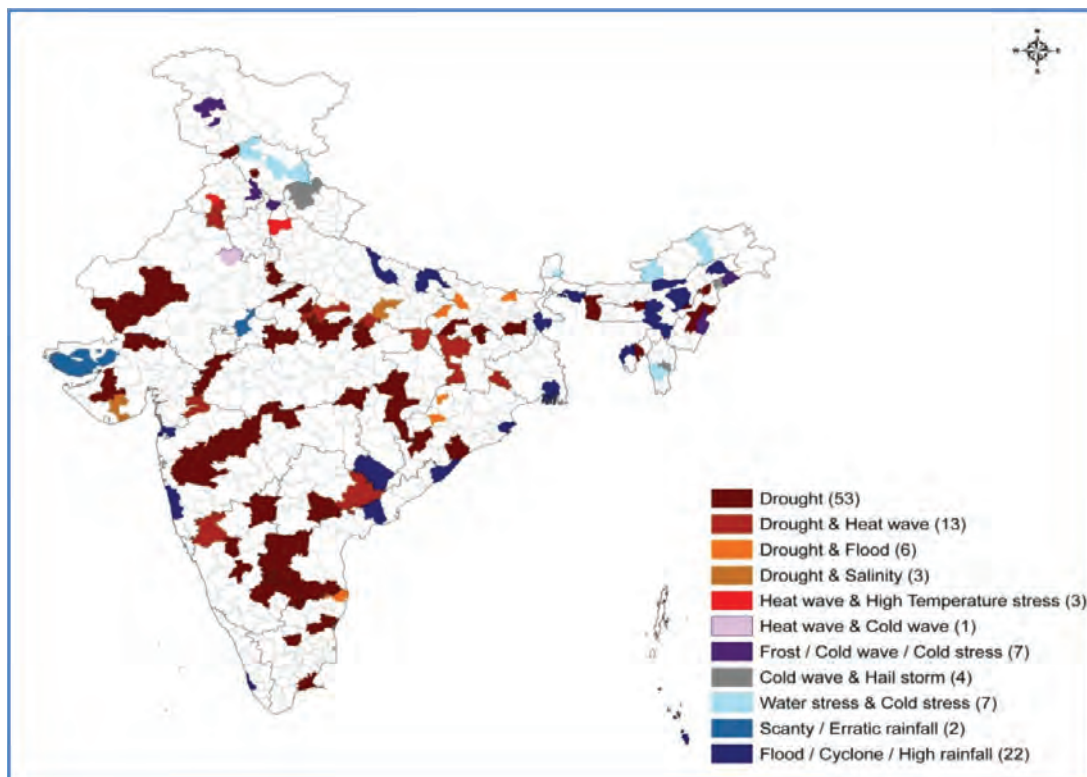 N
W E
S
Drought (53)
Drought & Heat wave (13)
Drought & Flood (6)
Drought & Salinity (3)
Heat wave & High Temperature stress (3)
Heat wave & Cold wave (1)
Frost / Cold wave / Cold stress (7)
Cold wave & Hail storm (4)
Water stress & Cold stress (7)
Scanty / Erratic rainfall (2)
Flood / Cyclone / High rainfall (22)